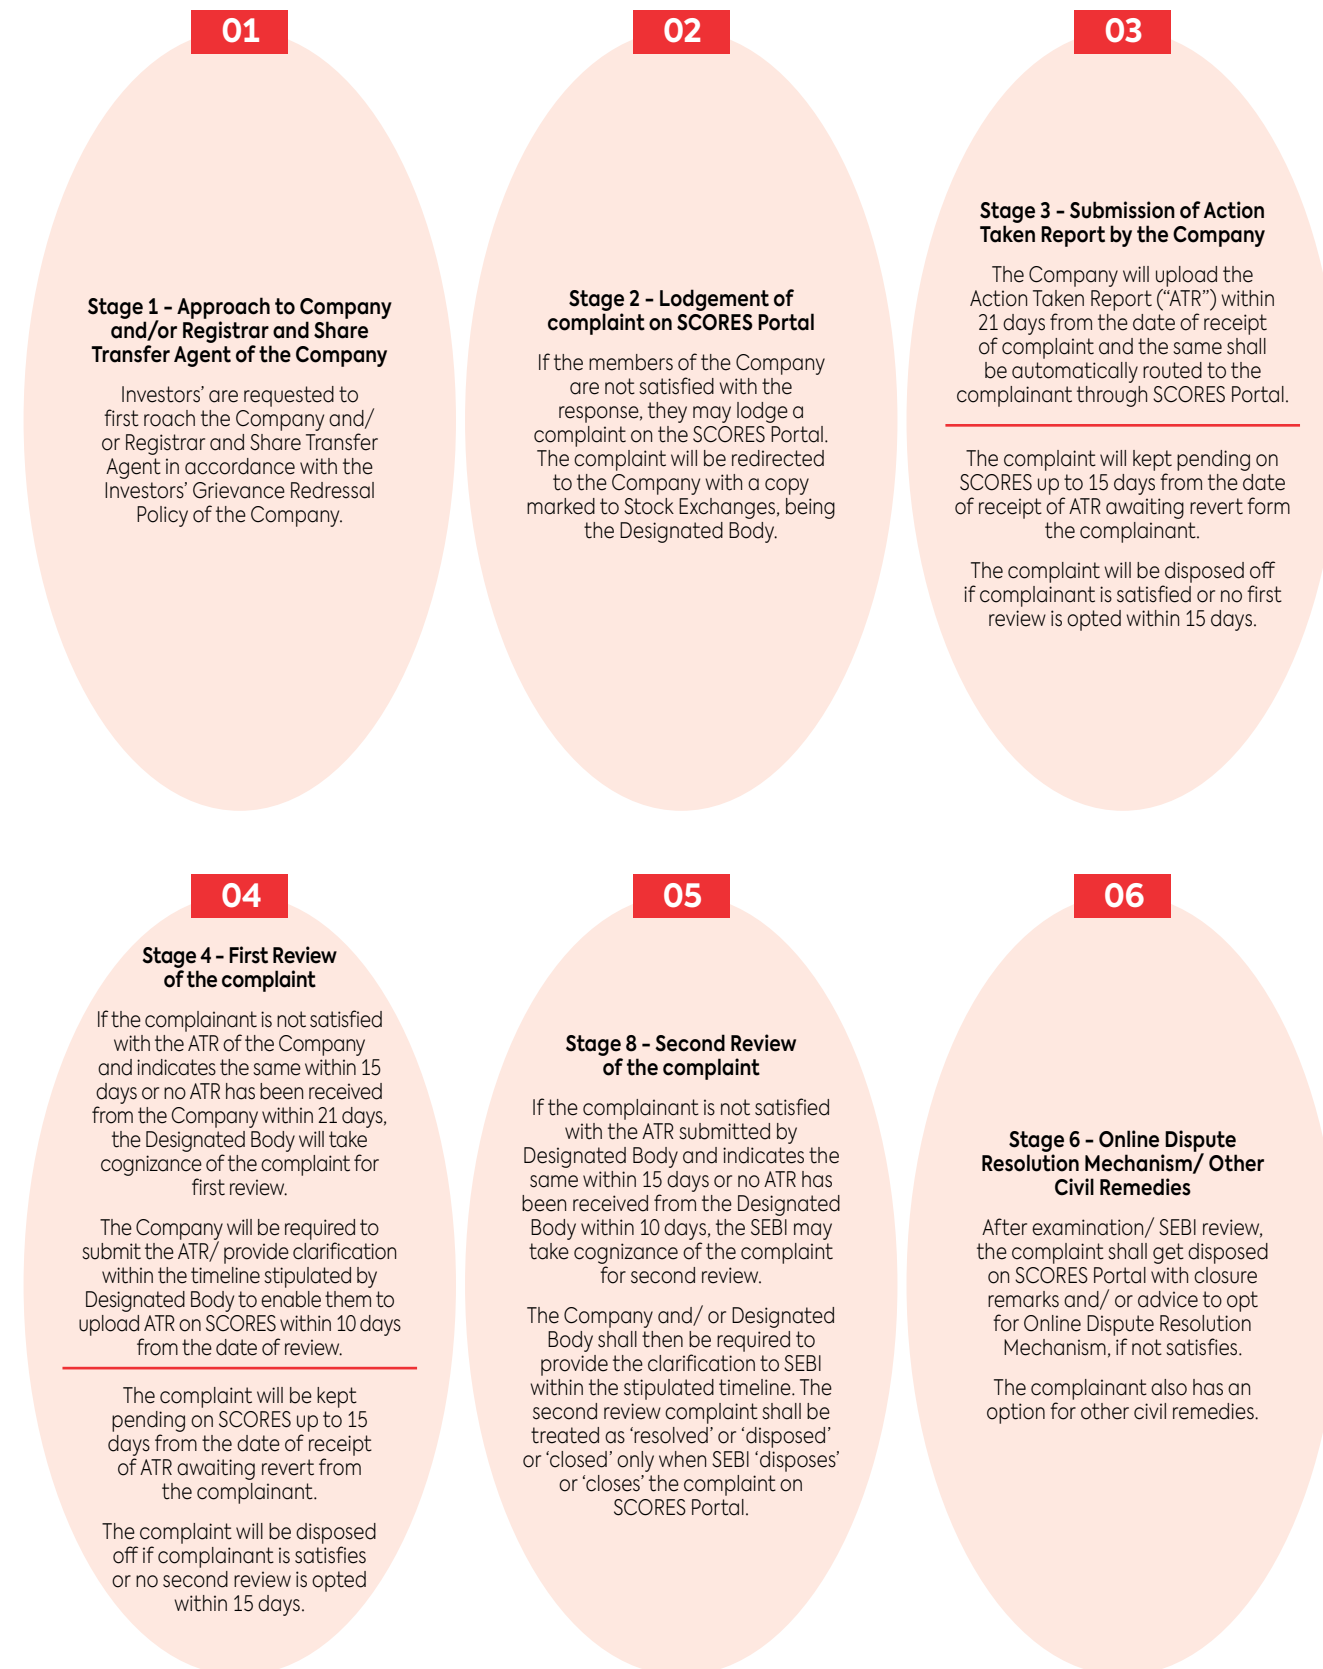 01
Stage 1 - Approach to Company
and/or Registrar and Share
Transfer Agent of the Company
Investors’ are requested to
first roach the Company and/
or Registrar and Share Transfer
Agent in accordance with the
Investors’ Grievance Redressal
Policy of the Company.
02
Stage 2 - Lodgement of
complaint on SCORES Portal
If the members of the Company
are not satisfied with the
response, they may lodge a
complaint on the SCORES Portal.
The complaint will be redirected
to the Company with a copy
marked to Stock Exchanges, being
the Designated Body.
03
Stage 3 - Submission of Action
Taken Report by the Company
The Company will upload the
Action Taken Report (“ATR”) within
21 days from the date of receipt
of complaint and the same shall
be automatically routed to the
complainant through SCORES Portal.
The complaint will kept pending on
SCORES up to 15 days from the date
of receipt of ATR awaiting revert form
the complainant.
The complaint will be disposed off
if complainant is satisfied or no first
review is opted within 15 days.
04
Stage 4 - First Review
of the complaint
If the complainant is not satisfied
with the ATR of the Company
and indicates the same within 15
days or no ATR has been received
from the Company within 21 days,
the Designated Body will take
cognizance of the complaint for
first review.
The Company will be required to
submit the ATR/ provide clarification
within the timeline stipulated by
Designated Body to enable them to
upload ATR on SCORES within 10 days
from the date of review.
The complaint will be kept
pending on SCORES up to 15
days from the date of receipt
of ATR awaiting revert from
the complainant.
The complaint will be disposed
off if complainant is satisfies
or no second review is opted
within 15 days.
05
Stage 8 - Second Review
of the complaint
If the complainant is not satisfied
with the ATR submitted by
Designated Body and indicates the
same within 15 days or no ATR has
been received from the Designated
Body within 10 days, the SEBI may
take cognizance of the complaint
for second review.
The Company and/ or Designated
Body shall then be required to
provide the clarification to SEBI
within the stipulated timeline. The
second review complaint shall be
treated as ‘resolved’ or ‘disposed’
or ‘closed’ only when SEBI ‘disposes’
or ‘closes’ the complaint on
SCORES Portal.
06
Stage 6 - Online Dispute
Resolution Mechanism/ Other
Civil Remedies
After examination/ SEBI review,
the complaint shall get disposed
on SCORES Portal with closure
remarks and/ or advice to opt
for Online Dispute Resolution
Mechanism, if not satisfies.
The complainant also has an
option for other civil remedies.